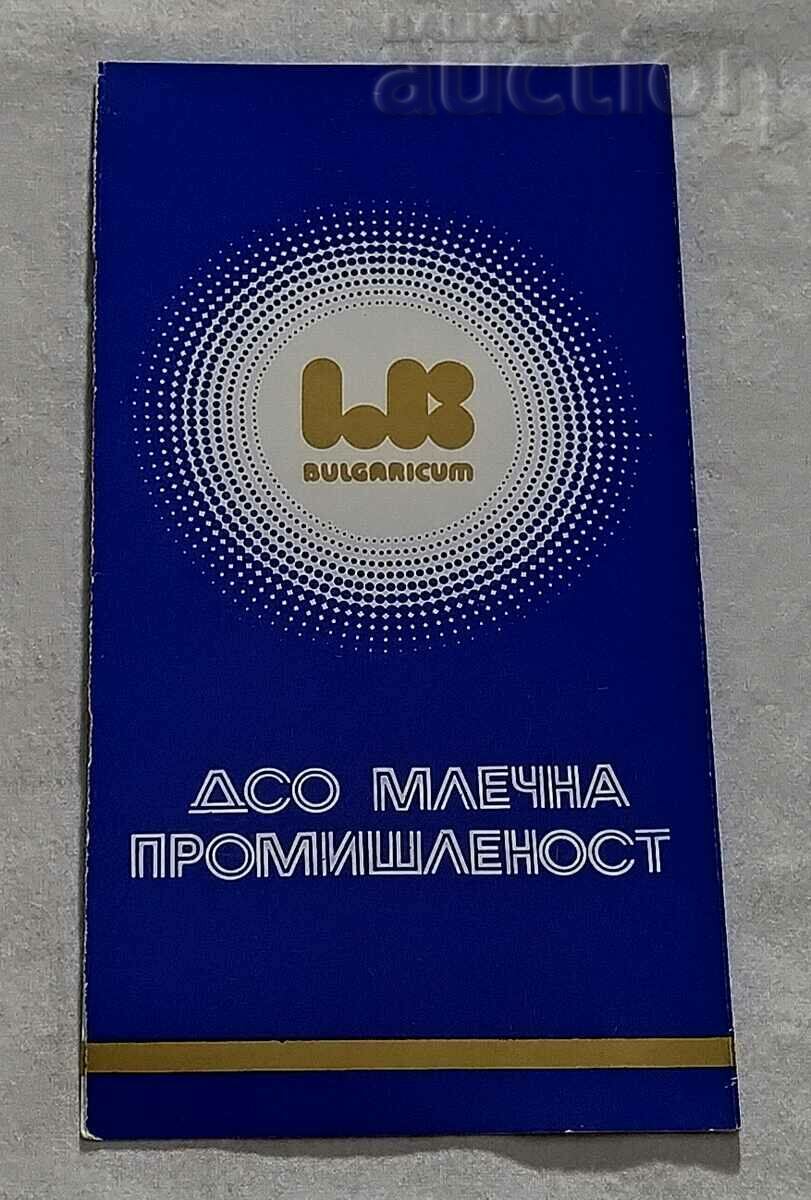 BALKAN
auction
LB
BULGARICUM
ДСО МЛЕЧНА
ПРОМИШЛЕНОСТ